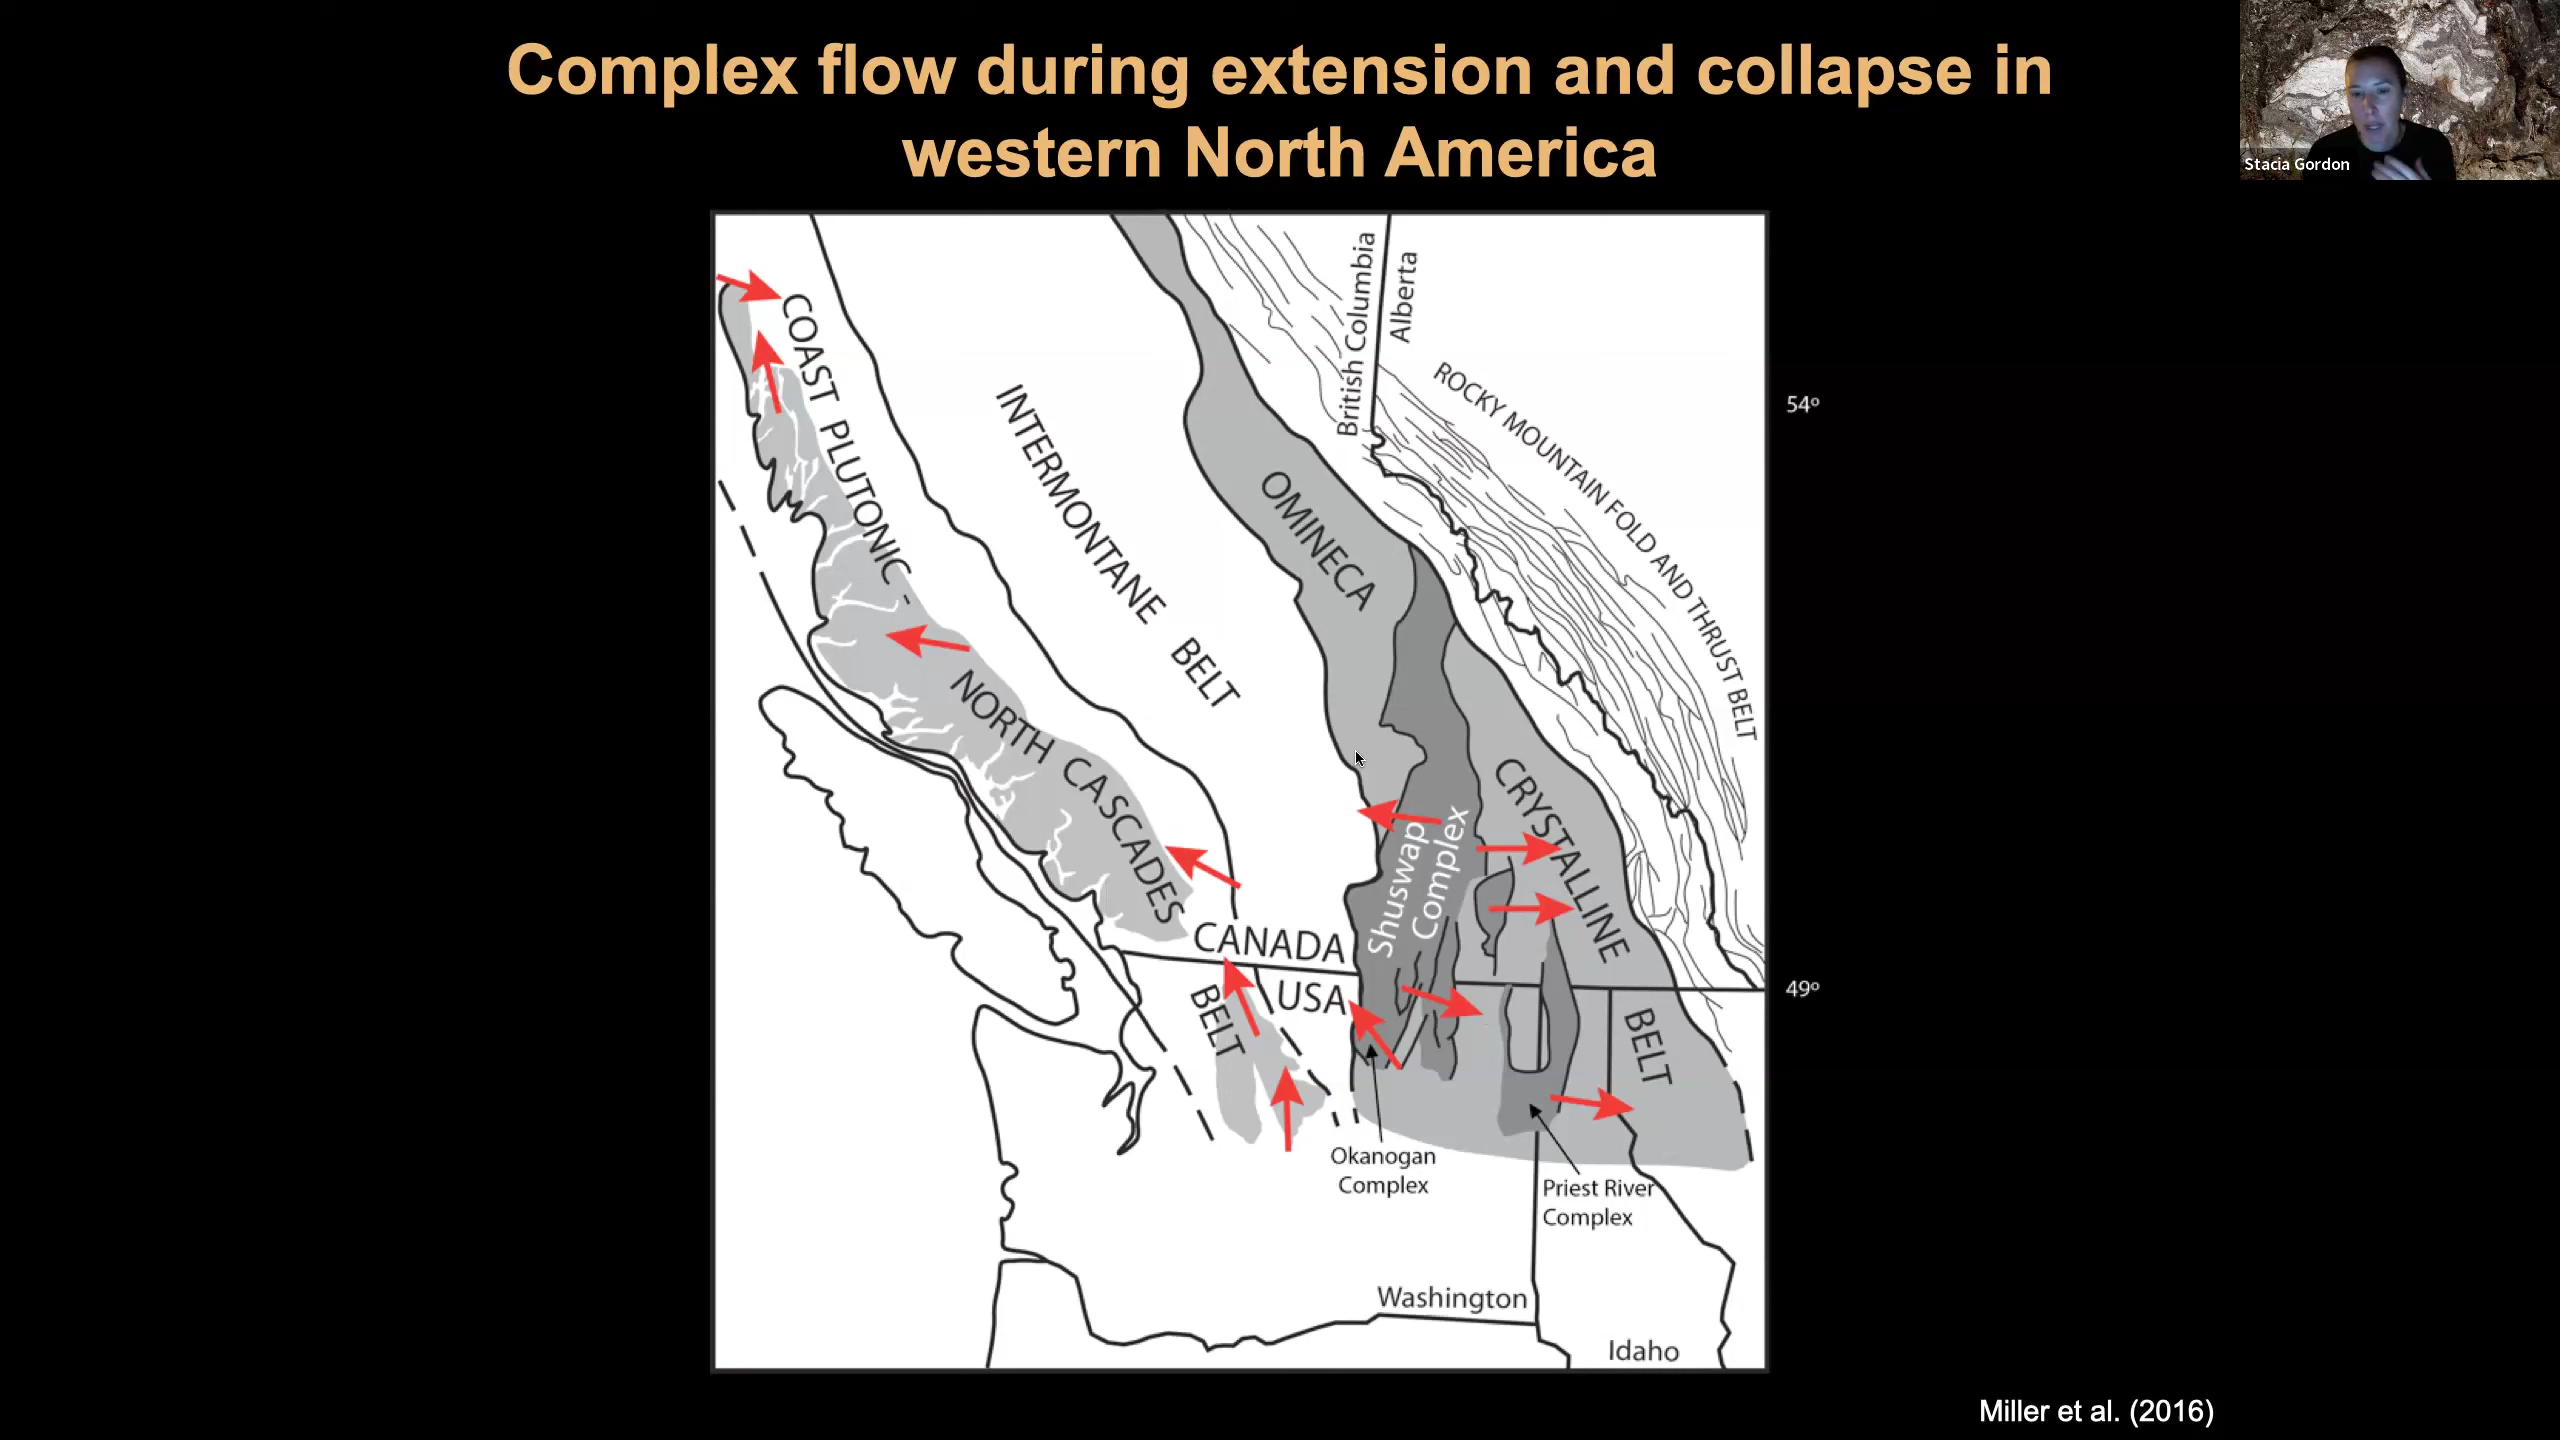 Complex flow during extension and collapse in
western North America
Stacia Gordon
British Columbia
Alberta
COAST PLUTONIC -
NORTH CASCADES
BELT
INTERMONTANE BELT
OMINECA
CRYSTALLINE
BELT
ROCKY MOUNTAIN FOLD AND THRUST BELT
54º
Shuswap
Complex
CANADA
USA
49º
Okanogan
Complex
Priest River
Complex
Washington
Idaho
Miller et al. (2016)